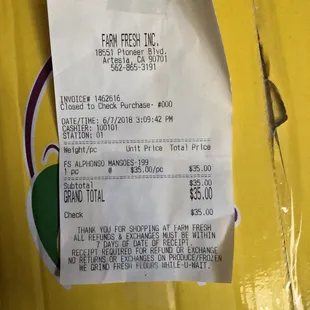 FARM FRESH INC.
18551 Pioneer Blvd.
Artesia, CA 90701
562-865-3191
INVOICE# 1462616
Closed to Check Purchase- #000
DATE/TIME: 6/7/2018 3:09:42 PM
CASHIER: 100101
STATION: 01
Weight/pc Unit Price Total Price
FS ALPHONSO MANGOES-199
1 pc @ $35.00/pc $35.00
Subtotal $35.00
GRAND TOTAL $35.00
Check $35.00
THANK YOU FOR SHOPPING AT FARM FRESH
ALL REFUNDS & EXCHANGES MUST BE WITHIN
7 DAYS OF DATE OF RECEIPT.
RECEIPT REQUIRED FOR REFUND OR EXCHANGE
NO RETURNS OR EXCHANGES ON PRODUCE/FROZEN
WE GRIND FRESH FLOURS WHILE-U-WAIT.